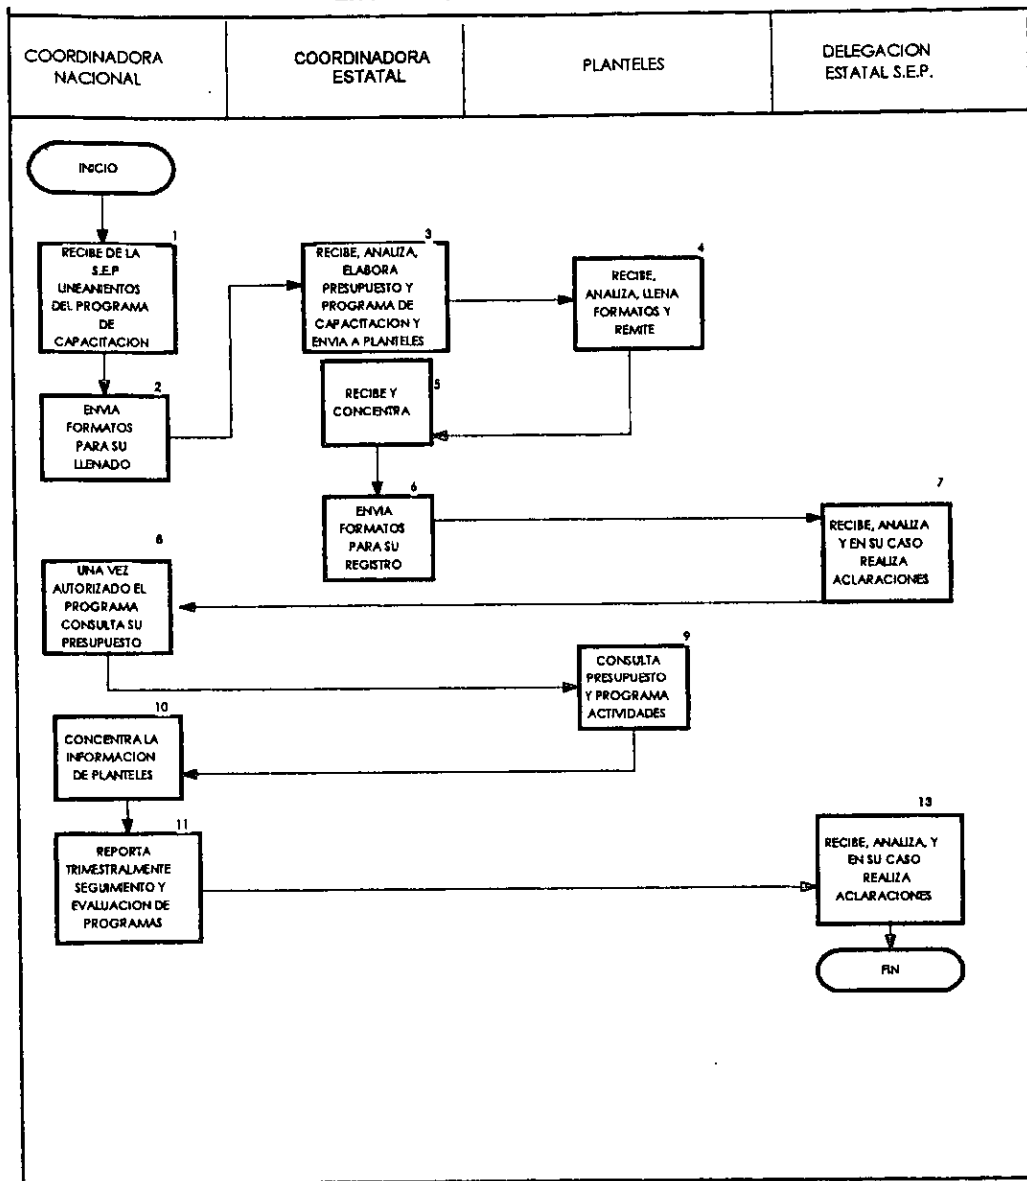 COORDINADORA
NACIONAL
COORDINADORA
ESTATAL
PLANTELES
DELEGACION
ESTATAL S.E.P.
INICIO
1
RECIBE DE LA
S.E.P
LINEAMIENTOS
DEL PROGRAMA
DE
CAPACITACION
2
ENVIA
FORMATOS
PARA SU
LLENADO
3
RECIBE, ANALIZA,
ELABORA
PRESUPUESTO Y
PROGRAMA DE
CAPACITACION Y
ENVIA A PLANTELES
4
RECIBE,
ANALIZA, LLENA
FORMATOS Y
REMITE
5
RECIBE Y
CONCENTRA
6
ENVIA
FORMATOS
PARA SU
REGISTRO
7
RECIBE, ANALIZA
Y EN SU CASO
REALIZA
ACLARACIONES
8
UNA VEZ
AUTORIZADO EL
PROGRAMA
CONSULTA SU
PRESUPUESTO
9
CONSULTA
PRESUPUESTO
Y PROGRAMA
ACTIVIDADES
10
CONCENTRA LA
INFORMACION
DE PLANTELES
11
REPORTA
TRIMESTRALMENTE
SEGUIMIENTO Y
EVALUACION DE
PROGRAMAS
13
RECIBE, ANALIZA, Y
EN SU CASO
REALIZA
ACLARACIONES
FIN